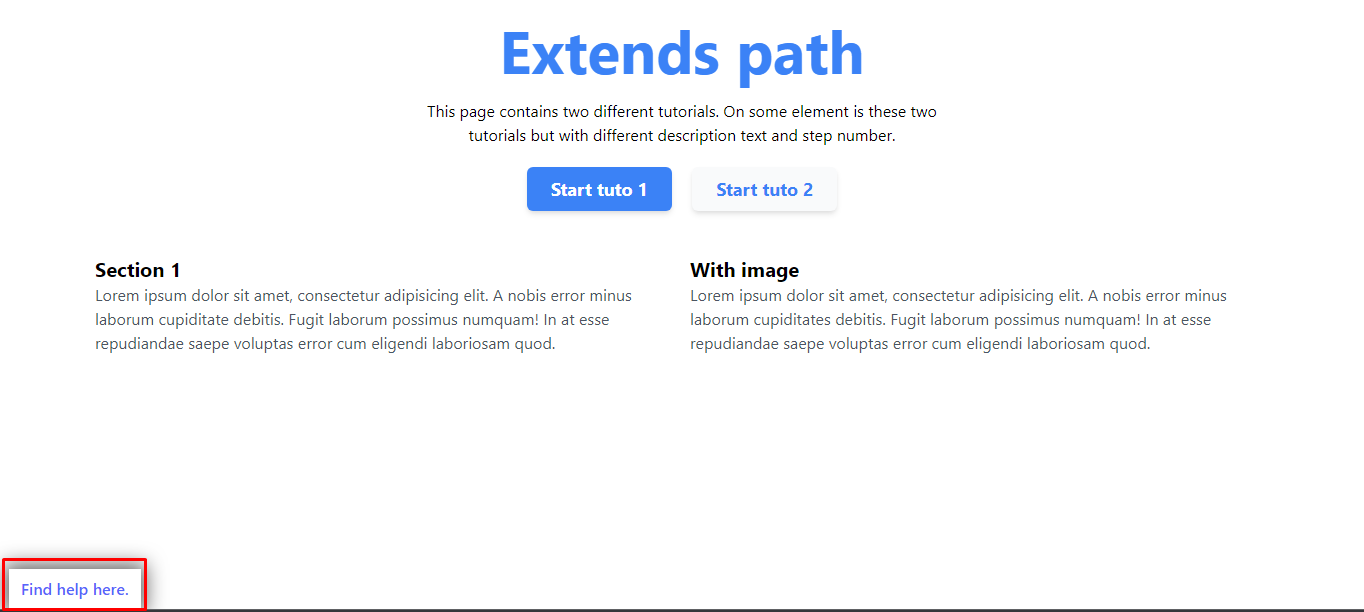 Extends path
This page contains two different tutorials. On some element is these two
tutorials but with different description text and step number.
Start tuto 1
Start tuto 2
Section 1
Lorem ipsum dolor sit amet, consectetur adipisicing elit. A nobis error minus
laborum cupiditate debitis. Fugit laborum possimus numquam! In at esse
repudiandae saepe voluptas error cum eligendi laboriosam quod.
With image
Lorem ipsum dolor sit amet, consectetur adipisicing elit. A nobis error minus
laborum cupiditates debitis. Fugit laborum possimus numquam! In at esse
repudiandae saepe voluptas error cum eligendi laboriosam quod.
Find help here.